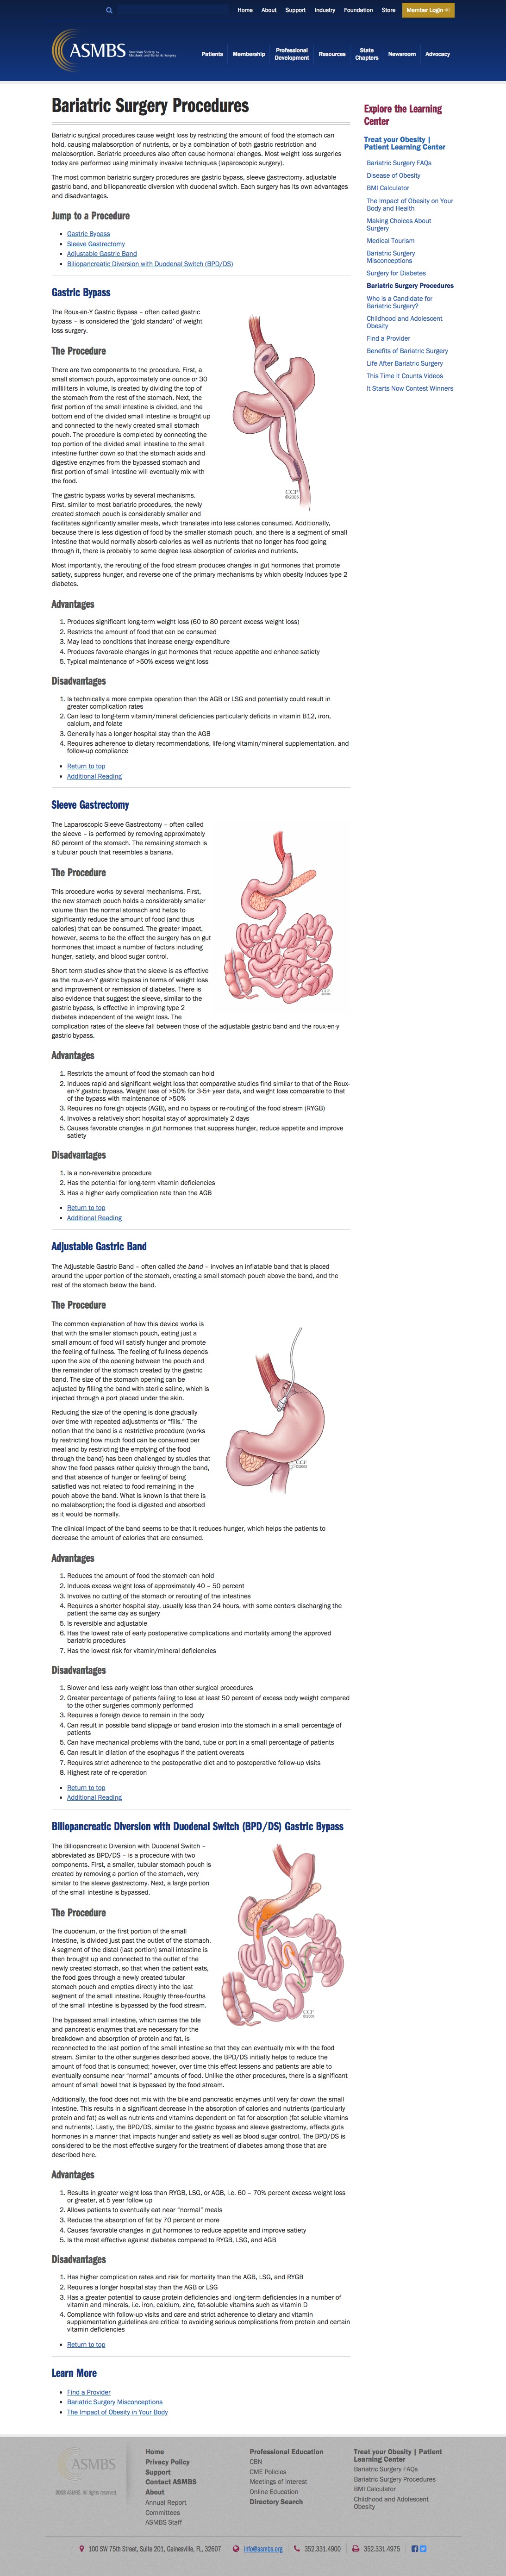 Home About Support Industry Foundation Store Member Login
ASMBS American Society for
Metabolic and Bariatric Surgery
Patients Membership Professional Development Resources State Chapters Newsroom Advocacy
Bariatric Surgery Procedures
Bariatric surgical procedures cause weight loss by restricting the amount of food the stomach can
hold, causing malabsorption of nutrients, or by a combination of both gastric restriction and
malabsorption. Bariatric procedures also often cause hormonal changes. Most weight loss surgeries
today are performed using minimally invasive techniques (laparoscopic surgery).
The most common bariatric surgery procedures are gastric bypass, sleeve gastrectomy, adjustable
gastric band, and biliopancreatic diversion with duodenal switch. Each surgery has its own advantages
and disadvantages.
Jump to a Procedure
Gastric Bypass
Sleeve Gastrectomy
Adjustable Gastric Band
Biliopancreatic Diversion with Duodenal Switch (BPD/DS)
Gastric Bypass
The Roux-en-Y Gastric Bypass – often called gastric
bypass – is considered the ‘gold standard’ of weight
loss surgery.
The Procedure
There are two components to the procedure. First, a
small stomach pouch, approximately one ounce or 30
milliliters in volume, is created by dividing the top of
the stomach from the rest of the stomach. Next, the
first portion of the small intestine is divided, and the
bottom end of the divided small intestine is brought up
and connected to the newly created small stomach
pouch. The procedure is completed by connecting the
top portion of the divided small intestine to the small
intestine further down so that the stomach acids and
digestive enzymes from the bypassed stomach and
first portion of small intestine will eventually mix with
the food.
The gastric bypass works by several mechanisms.
First, similar to most bariatric procedures, the newly
created stomach pouch is considerably smaller and
facilitates significantly smaller meals, which translates into less calories consumed. Additionally,
because there is less digestion of food by the smaller stomach pouch, and there is a segment of small
intestine that would normally absorb calories as well as nutrients that no longer has food going
through it, there is probably to some degree less absorption of calories and nutrients.
Most importantly, the rerouting of the food stream produces changes in gut hormones that promote
satiety, suppress hunger, and reverse one of the primary mechanisms by which obesity induces type 2
diabetes.
CCF
©2005
Advantages
1. Produces significant long-term weight loss (60 to 80 percent excess weight loss)
2. Restricts the amount of food that can be consumed
3. May lead to conditions that increase energy expenditure
4. Produces favorable changes in gut hormones that reduce appetite and enhance satiety
5. Typical maintenance of >50% excess weight loss
Disadvantages
1. Is technically a more complex operation than the AGB or LSG and potentially could result in
greater complication rates
2. Can lead to long-term vitamin/mineral deficiencies particularly deficits in vitamin B12, iron,
calcium, and folate
3. Generally has a longer hospital stay than the AGB
4. Requires adherence to dietary recommendations, life-long vitamin/mineral supplementation, and
follow-up compliance
Return to top
Additional Reading
Sleeve Gastrectomy
The Laparoscopic Sleeve Gastrectomy – often called
the sleeve – is performed by removing approximately
80 percent of the stomach. The remaining stomach is
a tubular pouch that resembles a banana.
The Procedure
This procedure works by several mechanisms. First,
the new stomach pouch holds a considerably smaller
volume than the normal stomach and helps to
significantly reduce the amount of food (and thus
calories) that can be consumed. The greater impact,
however, seems to be the effect the surgery has on gut
hormones that impact a number of factors including
hunger, satiety, and blood sugar control.
Short term studies show that the sleeve is as effective
as the roux-en-Y gastric bypass in terms of weight loss
and improvement or remission of diabetes. There is
also evidence that suggest the sleeve, similar to the
gastric bypass, is effective in improving type 2
diabetes independent of the weight loss. The
complication rates of the sleeve fall between those of the adjustable gastric band and the roux-en-y
gastric bypass.
Advantages
1. Restricts the amount of food the stomach can hold
2. Induces rapid and significant weight loss that comparative studies find similar to that of the Roux-
en-Y gastric bypass. Weight loss of >50% for 3-5+ year data, and weight loss comparable to that
of the bypass with maintenance of >50%
3. Requires no foreign objects (AGB), and no bypass or re-routing of the food stream (RYGB)
4. Involves a relatively short hospital stay of approximately 2 days
5. Causes favorable changes in gut hormones that suppress hunger, reduce appetite and improve
satiety
Disadvantages
1. Is a non-reversible procedure
2. Has the potential for long-term vitamin deficiencies
3. Has a higher early complication rate than the AGB
Return to top
Additional Reading
Adjustable Gastric Band
The Adjustable Gastric Band – often called the band – involves an inflatable band that is placed
around the upper portion of the stomach, creating a small stomach pouch above the band, and the
rest of the stomach below the band.
The Procedure
The common explanation of how this device works is
that with the smaller stomach pouch, eating just a
small amount of food will satisfy hunger and promote
the feeling of fullness. The feeling of fullness depends
upon the size of the opening between the pouch and
the remainder of the stomach created by the gastric
band. The size of the stomach opening can be
adjusted by filling the band with sterile saline, which is
injected through a port placed under the skin.
Reducing the size of the opening is done gradually
over time with repeated adjustments or “fills.” The
notion that the band is a restrictive procedure (works
by restricting how much food can be consumed per
meal and by restricting the emptying of the food
through the band) has been challenged by studies that
show the food passes rather quickly through the band,
and that absence of hunger or feeling of being
satisfied was not related to food remaining in the
pouch above the band. What is known is that there is
no malabsorption; the food is digested and absorbed
as it would be normally.
The clinical impact of the band seems to be that it reduces hunger, which helps the patients to
decrease the amount of calories that are consumed.
Advantages
1. Reduces the amount of food the stomach can hold
2. Induces excess weight loss of approximately 40 – 50 percent
3. Involves no cutting of the stomach or rerouting of the intestines
4. Requires a shorter hospital stay, usually less than 24 hours, with some centers discharging the
patient the same day as surgery
5. Is reversible and adjustable
6. Has the lowest rate of early postoperative complications and mortality among the approved
bariatric procedures
7. Has the lowest risk for vitamin/mineral deficiencies
Disadvantages
1. Slower and less early weight loss than other surgical procedures
2. Greater percentage of patients failing to lose at least 50 percent of excess body weight compared
to the other surgeries commonly performed
3. Requires a foreign device to remain in the body
4. Can result in possible band slippage or band erosion into the stomach in a small percentage of
patients
5. Can have mechanical problems with the band, tube or port in a small percentage of patients
6. Can result in dilation of the esophagus if the patient overeats
7. Requires strict adherence to the postoperative diet and to postoperative follow-up visits
8. Highest rate of re-operation
Return to top
Additional Reading
Biliopancreatic Diversion with Duodenal Switch (BPD/DS) Gastric Bypass
The Biliopancreatic Diversion with Duodenal Switch –
abbreviated as BPD/DS – is a procedure with two
components. First, a smaller, tubular stomach pouch is
created by removing a portion of the stomach, very
similar to the sleeve gastrectomy. Next, a large portion
of the small intestine is bypassed.
The Procedure
The duodenum, or the first portion of the small
intestine, is divided just past the outlet of the stomach.
A segment of the distal (last portion) small intestine is
then brought up and connected to the outlet of the
newly created stomach, so that when the patient eats,
the food goes through a newly created tubular
stomach pouch and empties directly into the last
segment of the small intestine. Roughly three-fourths
of the small intestine is bypassed by the food stream.
The bypassed small intestine, which carries the bile
and pancreatic enzymes that are necessary for the
breakdown and absorption of protein and fat, is
reconnected to the last portion of the small intestine so that they can eventually mix with the food
stream. Similar to the other surgeries described above, the BPD/DS initially helps to reduce the
amount of food that is consumed; however, over time this effect lessens and patients are able to
eventually consume near “normal” amounts of food. Unlike the other procedures, there is a significant
amount of small bowel that is bypassed by the food stream.
Additionally, the food does not mix with the bile and pancreatic enzymes until very far down the small
intestine. This results in a significant decrease in the absorption of calories and nutrients (particularly
protein and fat) as well as nutrients and vitamins dependent on fat for absorption (fat soluble vitamins
and nutrients). Lastly, the BPD/DS, similar to the gastric bypass and sleeve gastrectomy, affects guts
hormones in a manner that impacts hunger and satiety as well as blood sugar control. The BPD/DS is
considered to be the most effective surgery for the treatment of diabetes among those that are
described here.
Advantages
1. Results in greater weight loss than RYGB, LSG, or AGB, i.e. 60 – 70% percent excess weight loss
or greater, at 5 year follow up
2. Allows patients to eventually eat near “normal” meals
3. Reduces the absorption of fat by 70 percent or more
4. Causes favorable changes in gut hormones to reduce appetite and improve satiety
5. Is the most effective against diabetes compared to RYGB, LSG, and AGB
Disadvantages
1. Has higher complication rates and risk for mortality than the AGB, LSG, and RYGB
2. Requires a longer hospital stay than the AGB or LSG
3. Has a greater potential to cause protein deficiencies and long-term deficiencies in a number of
vitamin and minerals, i.e. iron, calcium, zinc, fat-soluble vitamins such as vitamin D
4. Compliance with follow-up visits and care and strict adherence to dietary and vitamin
supplementation guidelines are critical to avoiding serious complications from protein and certain
vitamin deficiencies
Return to top
Learn More
Find a Provider
Bariatric Surgery Misconceptions
The Impact of Obesity in Your Body
Explore the Learning
Center
Treat your Obesity |
Patient Learning Center
Bariatric Surgery FAQs
Disease of Obesity
BMI Calculator
The Impact of Obesity on Your
Body and Health
Making Choices About
Surgery
Medical Tourism
Bariatric Surgery
Misconceptions
Surgery for Diabetes
Bariatric Surgery Procedures
Who is a Candidate for
Bariatric Surgery?
Childhood and Adolescent
Obesity
Find a Provider
Benefits of Bariatric Surgery
Life After Bariatric Surgery
This Time It Counts Videos
It Starts Now Contest Winners
ASMBS
2018 ASMBS. All rights reserved.
Home
Privacy Policy
Support
Contact ASMBS
About
Annual Report
Committees
ASMBS Staff
Professional Education
CBN
CME Policies
Meetings of Interest
Online Education
Directory Search
Treat your Obesity | Patient
Learning Center
Bariatric Surgery FAQs
Bariatric Surgery Procedures
BMI Calculator
Childhood and Adolescent
Obesity
100 SW 75th Street, Suite 201, Gainesville, FL, 32607 info@asmbs.org 352.331.4900 352.331.4975